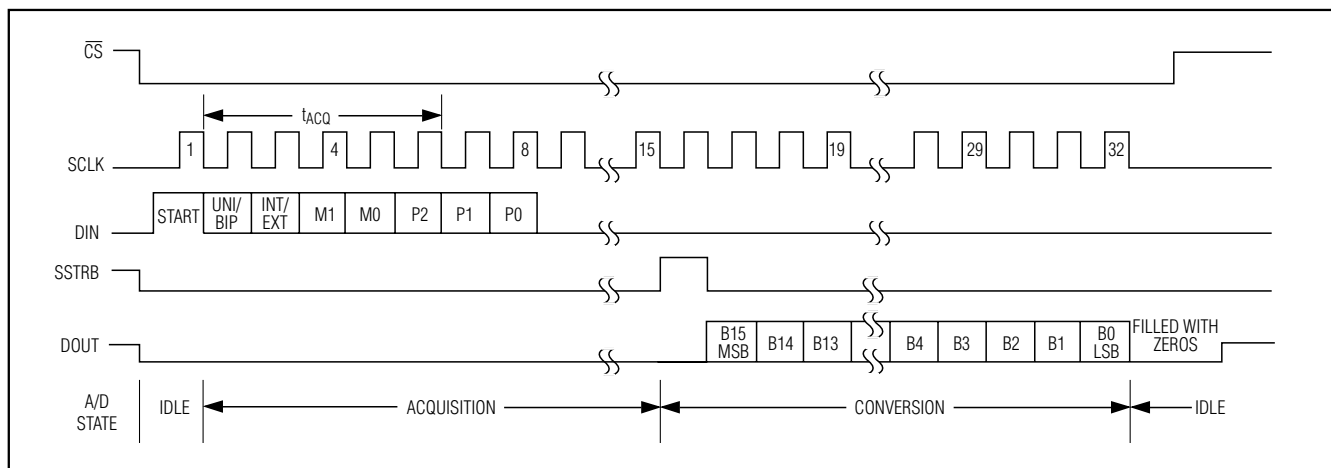 CS
tACQ
SCLK 1 4 8 15 19 29 32
DIN START UNI/BIP INT/EXT M1 M0 P2 P1 P0
SSTRB
DOUT B15 MSB B14 B13 B4 B3 B2 B1 B0 LSB FILLED WITH ZEROS
A/D STATE IDLE ACQUISITION CONVERSION IDLE